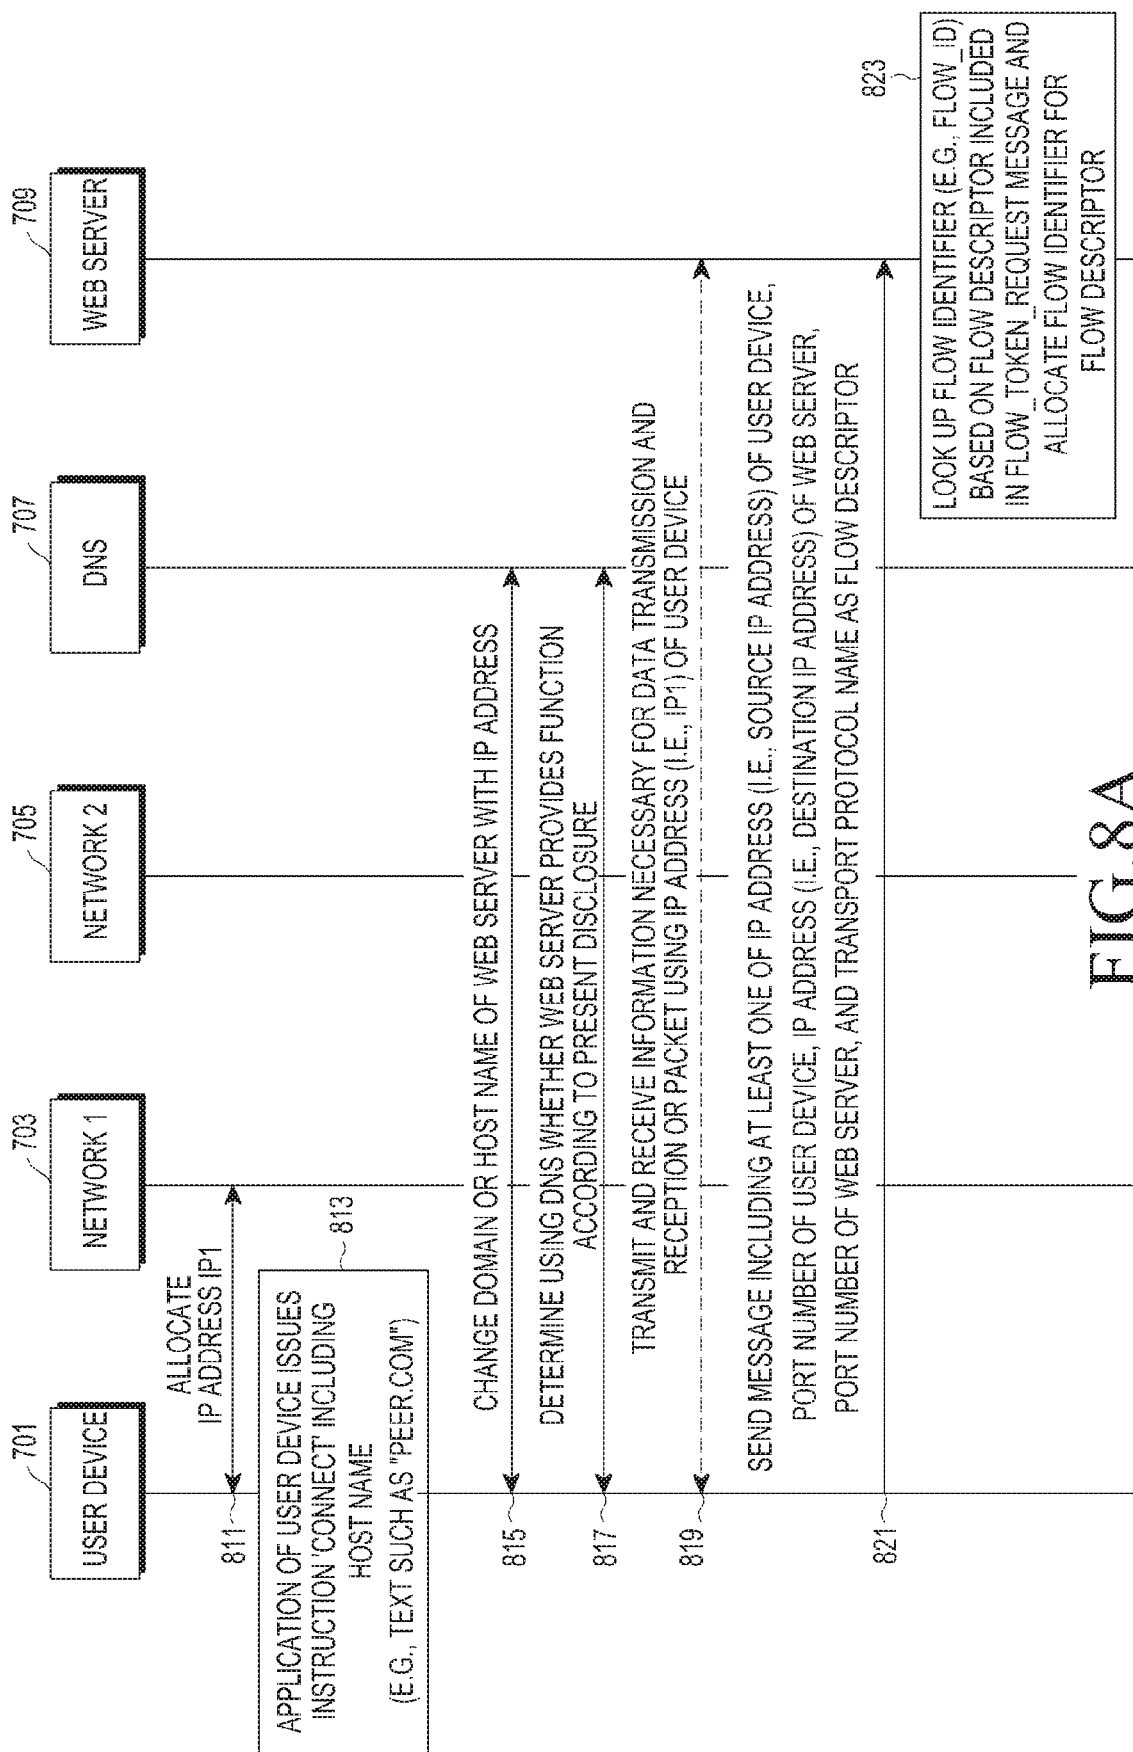 701
USER DEVICE
703
NETWORK 1
705
NETWORK 2
707
DNS
709
WEB SERVER
ALLOCATE
IP ADDRESS IP1
811
APPLICATION OF USER DEVICE ISSUES
INSTRUCTION 'CONNECT' INCLUDING
HOST NAME
(E.G., TEXT SUCH AS "PEER.COM")
813
CHANGE DOMAIN OR HOST NAME OF WEB SERVER WITH IP ADDRESS
815
DETERMINE USING DNS WHETHER WEB SERVER PROVIDES FUNCTION
ACCORDING TO PRESENT DISCLOSURE
817
TRANSMIT AND RECEIVE INFORMATION NECESSARY FOR DATA TRANSMISSION AND
RECEPTION OR PACKET USING IP ADDRESS (I.E., IP1) OF USER DEVICE
819
SEND MESSAGE INCLUDING AT LEAST ONE OF IP ADDRESS (I.E., SOURCE IP ADDRESS) OF USER DEVICE,
PORT NUMBER OF USER DEVICE, IP ADDRESS (I.E., DESTINATION IP ADDRESS) OF WEB SERVER,
PORT NUMBER OF WEB SERVER, AND TRANSPORT PROTOCOL NAME AS FLOW DESCRIPTOR
821
823
LOOK UP FLOW IDENTIFIER (E.G., FLOW_ID)
BASED ON FLOW DESCRIPTOR INCLUDED
IN FLOW_TOKEN_REQUEST MESSAGE AND
ALLOCATE FLOW IDENTIFIER FOR
FLOW DESCRIPTOR
FIG.8A